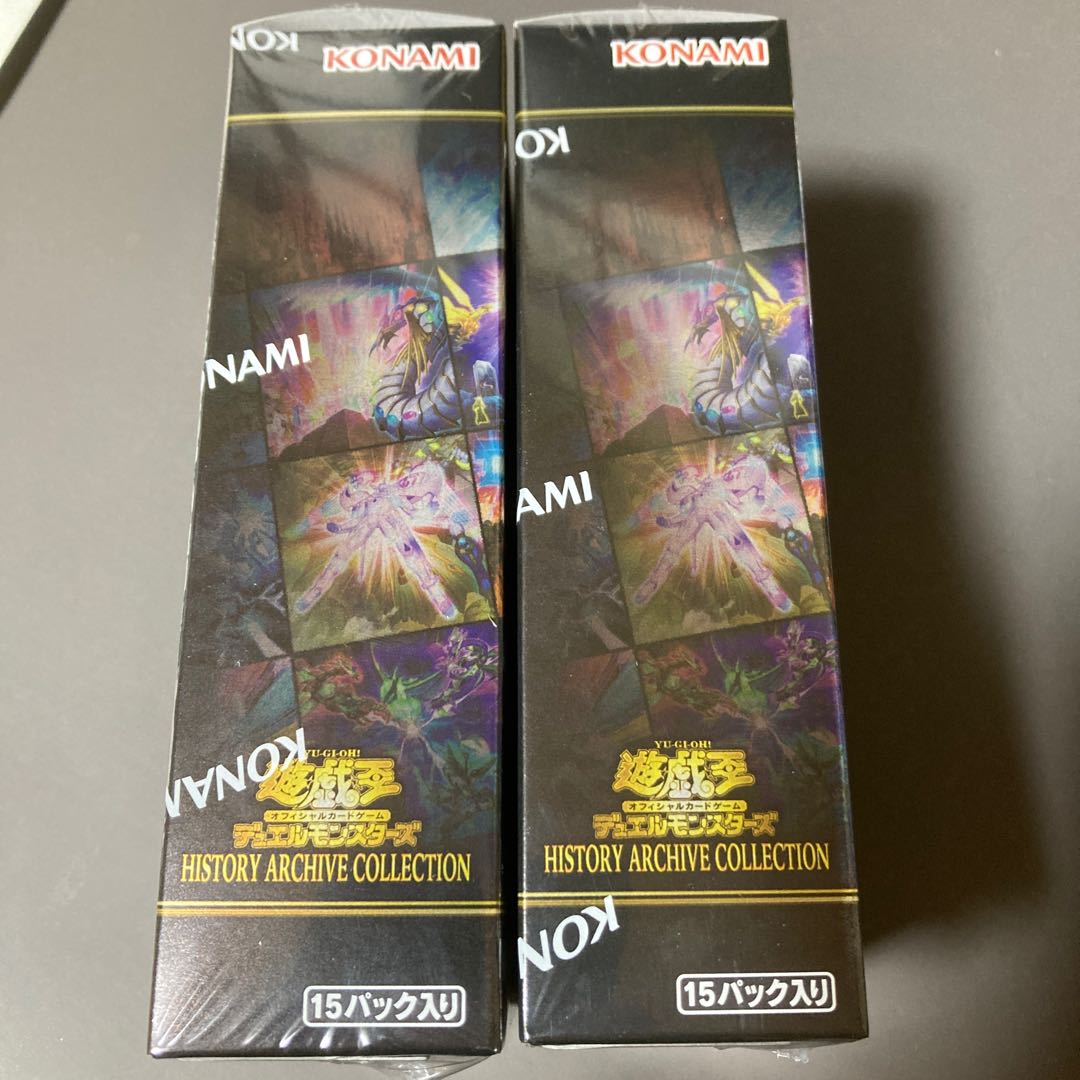 KONAMI
KONAMI
KONAMI
YU-GI-OH!
遊戯王
オフィシャルカードゲーム
デュエルモンスターズ
HISTORY ARCHIVE COLLECTION
15パック入り
KONAMI
YU-GI-OH!
遊戯王
オフィシャルカードゲーム
デュエルモンスターズ
HISTORY ARCHIVE COLLECTION
15パック入り